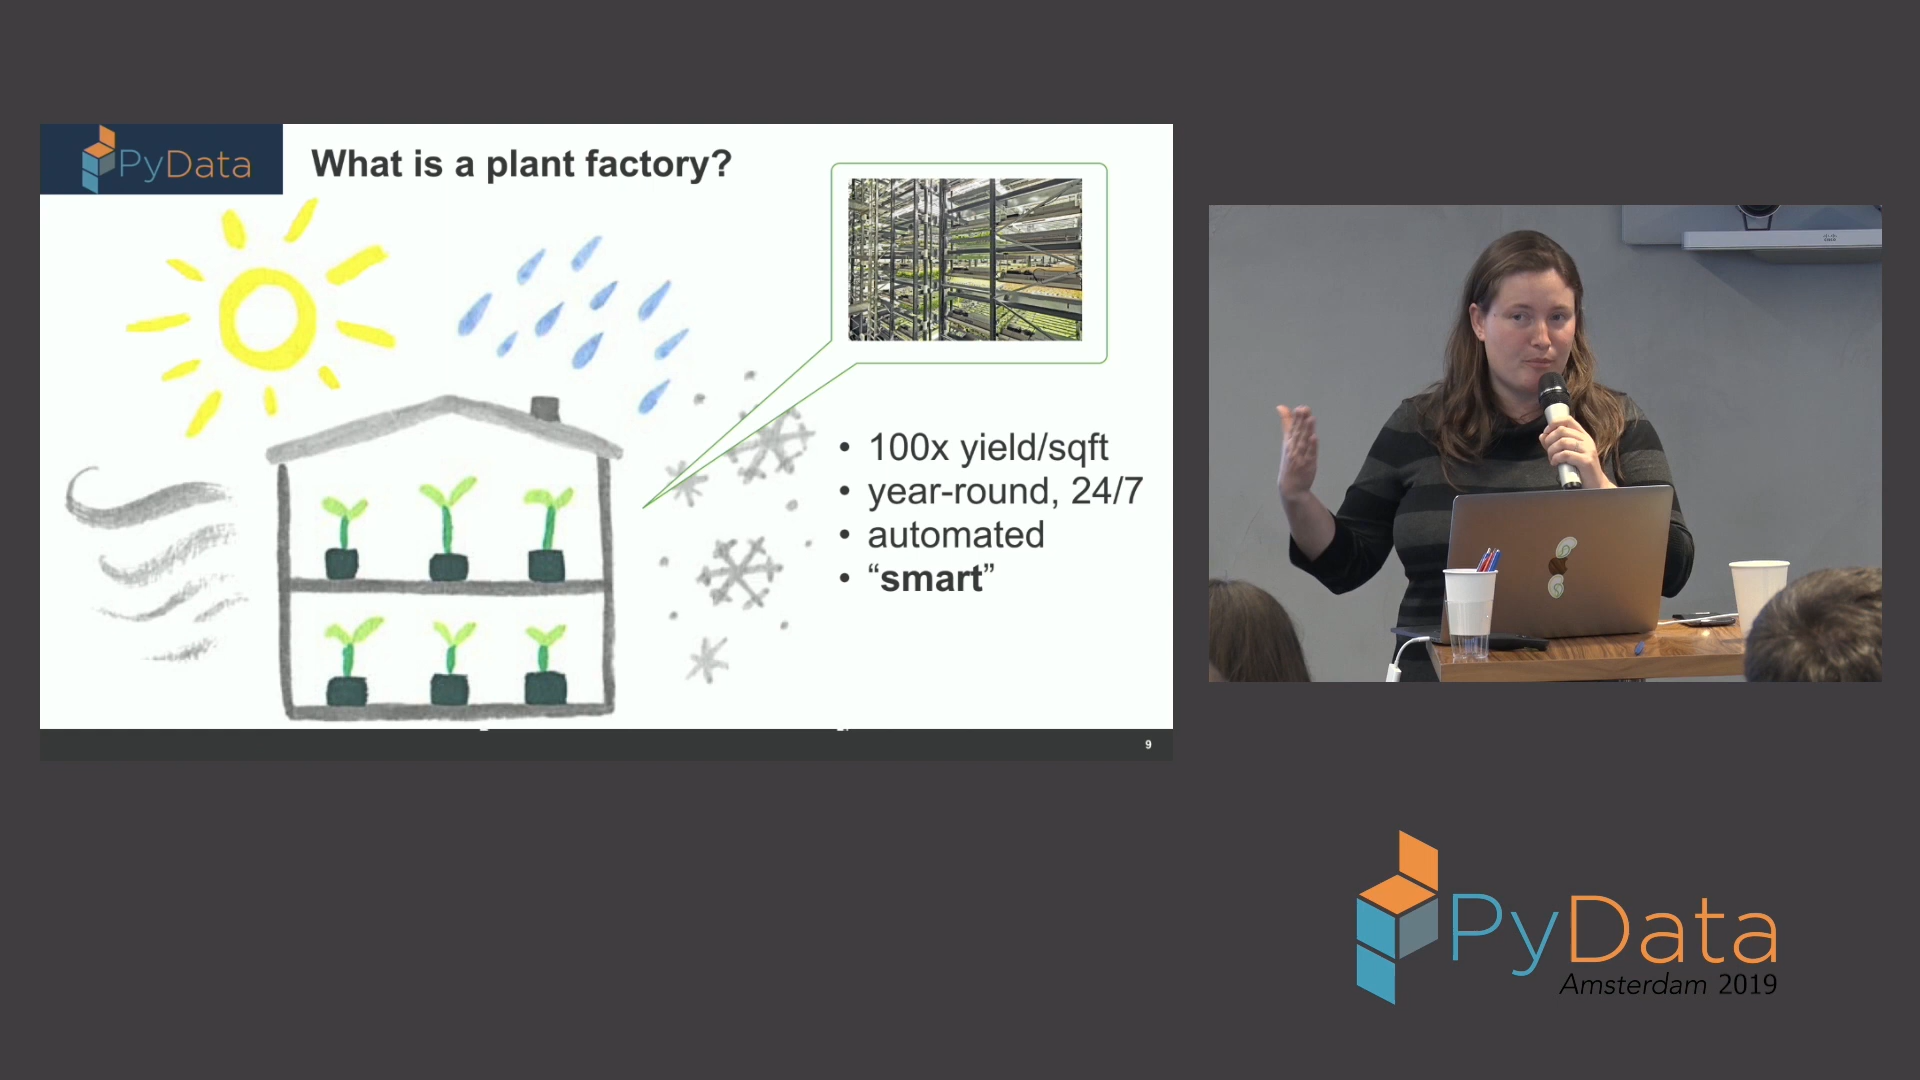 PyData
What is a plant factory?
• 100x yield/sqft
• year-round, 24/7
• automated
• “smart”
9
PyData
Amsterdam 2019